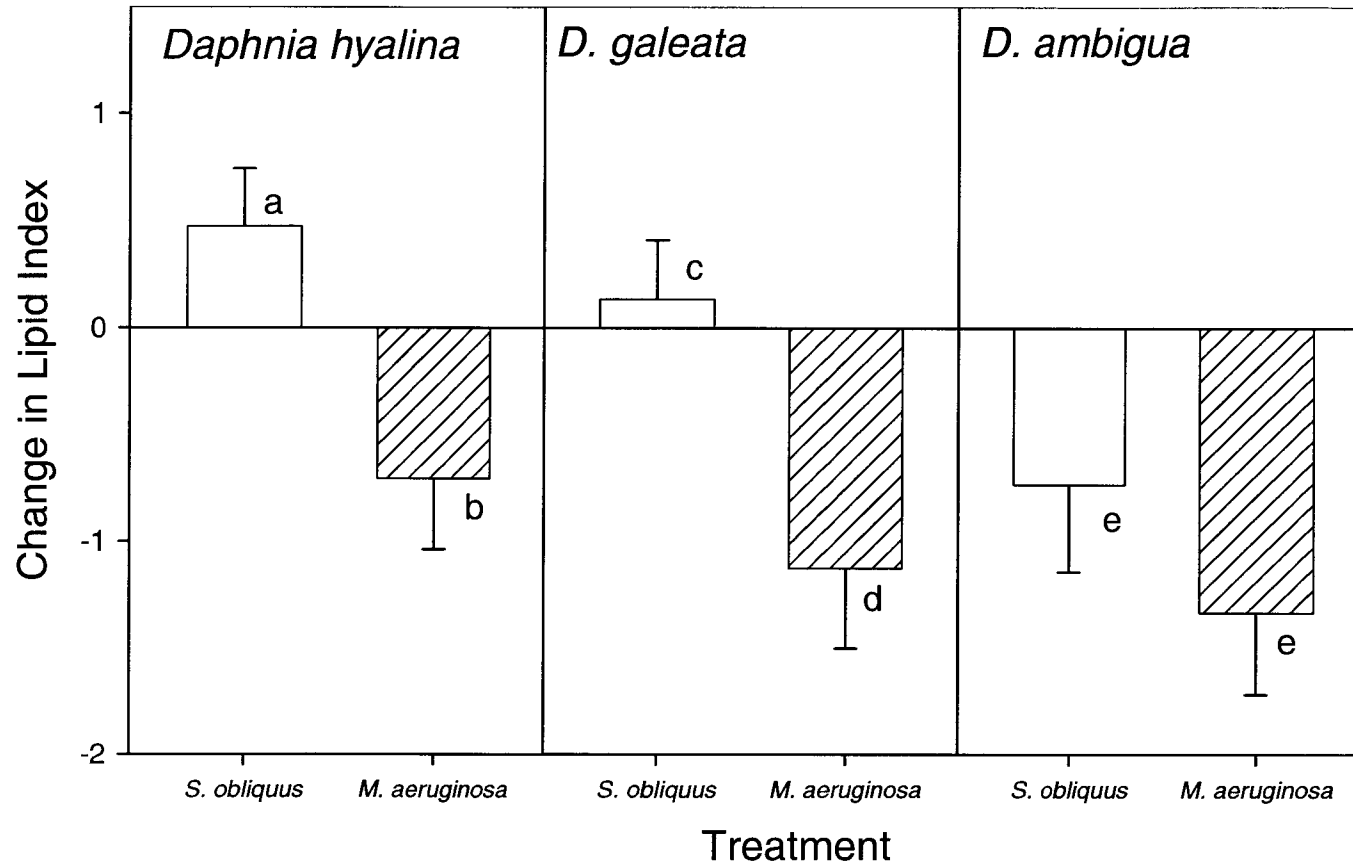 Daphnia hyalina
D. galeata
D. ambigua
Change in Lipid Index
1
0
-1
-2
a
b
c
d
e
e
S. obliquus
M. aeruginosa
S. obliquus
M. aeruginosa
S. obliquus
M. aeruginosa
Treatment